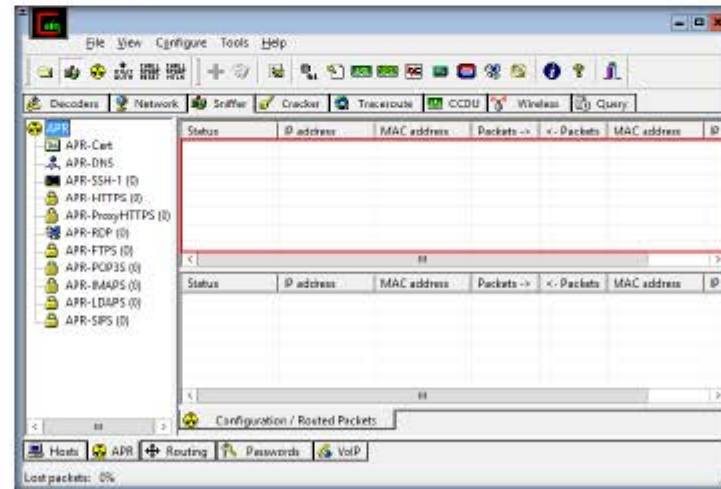 File View Configure Tools Help
Decoders Network Sniffer Cracker Traceroute CCDU Wireless Query
APR
APR-Cert
APR-DNS
APR-SSH-1 (0)
APR-HTTPS (0)
APR-ProxyHTTPS (0)
APR-RDP (0)
APR-FTPS (0)
APR-POP3S (0)
APR-IMAPS (0)
APR-LDAPS (0)
APR-SIPS (0)
Status IP address MAC address Packets -> <- Packets MAC address IP
Status IP address MAC address Packets -> <- Packets MAC address IP
Configuration / Routed Packets
Hosts APR Routing Passwords VoIP
Lost packets: 0%